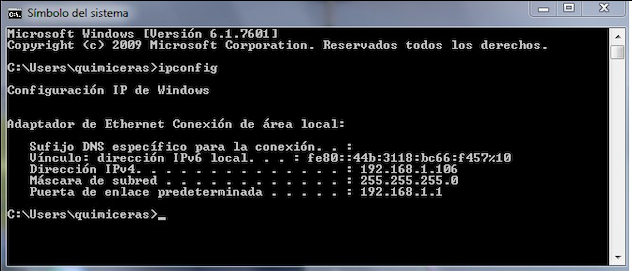 Símbolo del sistema
Microsoft Windows [Versión 6.1.7601]
Copyright (c) 2009 Microsoft Corporation. Reservados todos los derechos.
C:\Users\quimiceras>ipconfig
Configuración IP de Windows
Adaptador de Ethernet Conexión de área local:
Sufijo DNS específico para la conexión. . :
Vínculo: dirección IPv6 local. . . : fe80::44b:3118:bc66:f457%10
Dirección IPv4. . . . . . . . . . . . . . : 192.168.1.106
Máscara de subred . . . . . . . . . . . . : 255.255.255.0
Puerta de enlace predeterminada . . . . . : 192.168.1.1
C:\Users\quimiceras>_